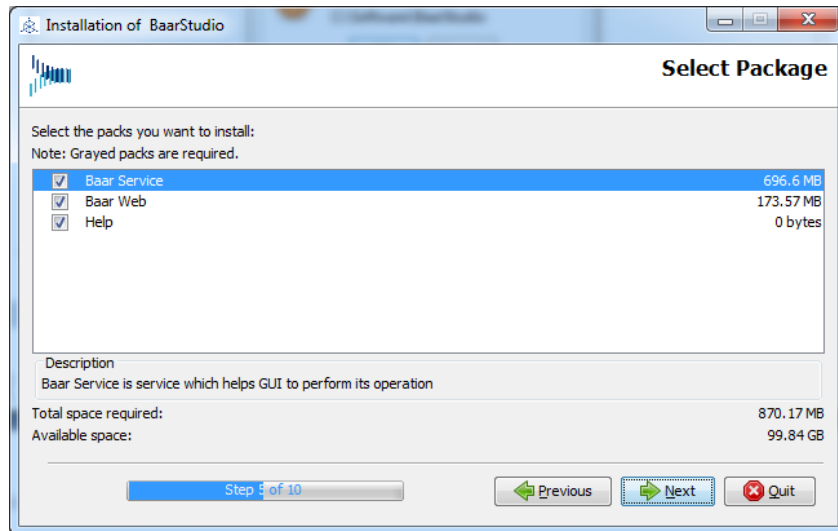 Installation of BaarStudio
Select Package
Select the packs you want to install:
Note: Grayed packs are required.
Baar Service 696.6 MB
Baar Web 173.57 MB
Help 0 bytes
Description
Baar Service is service which helps GUI to perform its operation
Total space required: 870.17 MB
Available space: 99.84 GB
Step 5 of 10 Previous Next Quit